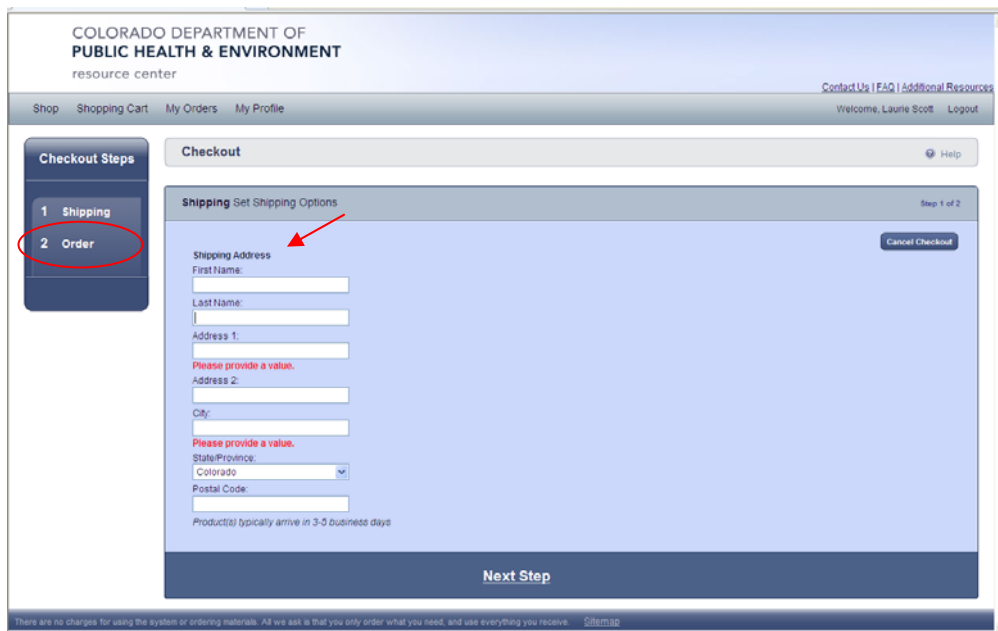 COLORADO DEPARTMENT OF
PUBLIC HEALTH & ENVIRONMENT
resource center
Contact Us | FAQ | Additional Resources
Shop Shopping Cart My Orders My Profile Welcome, Laurie Scott Logout
Checkout Steps
1 Shipping
2 Order
Checkout Help
Shipping Set Shipping Options Step 1 of 2
Cancel Checkout
Shipping Address
First Name:
Last Name:
Address 1:
Please provide a value.
Address 2:
City:
Please provide a value.
State/Province:
Colorado
Postal Code:
Product(s) typically arrive in 3-5 business days
Next Step
There are no charges for using the system or ordering materials. All we ask is that you only order what you need, and use everything you receive. Sitemap